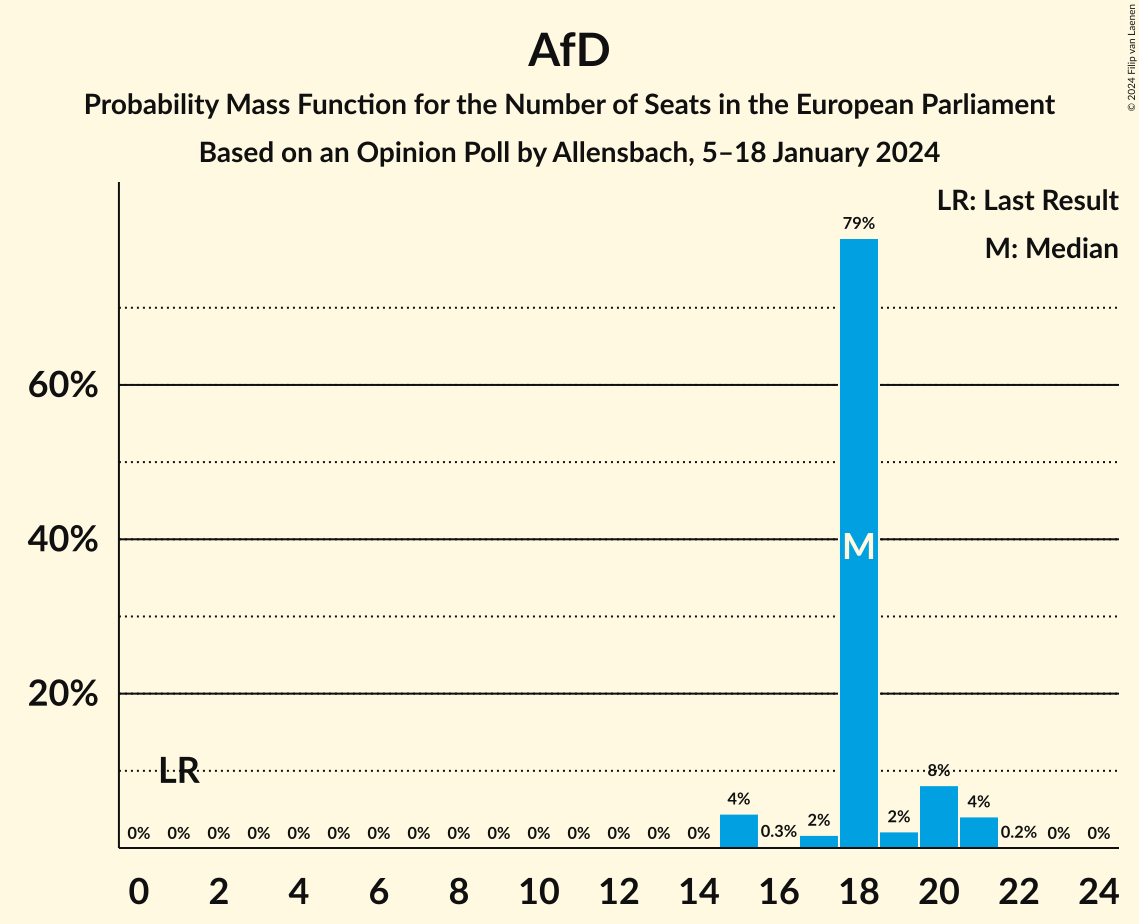 AfD
Probability Mass Function for the Number of Seats in the European Parliament
Based on an Opinion Poll by Allensbach, 5–18 January 2024
© 2024 Filip van Laenen
LR: Last Result
M: Median
60%
40%
20%
LR
M
0% 0% 0% 0% 0% 0% 0% 0% 0% 0% 0% 0% 0% 0% 0% 4% 0.3% 2% 79% 2% 8% 4% 0.2% 0% 0%
0 2 4 6 8 10 12 14 16 18 20 22 24